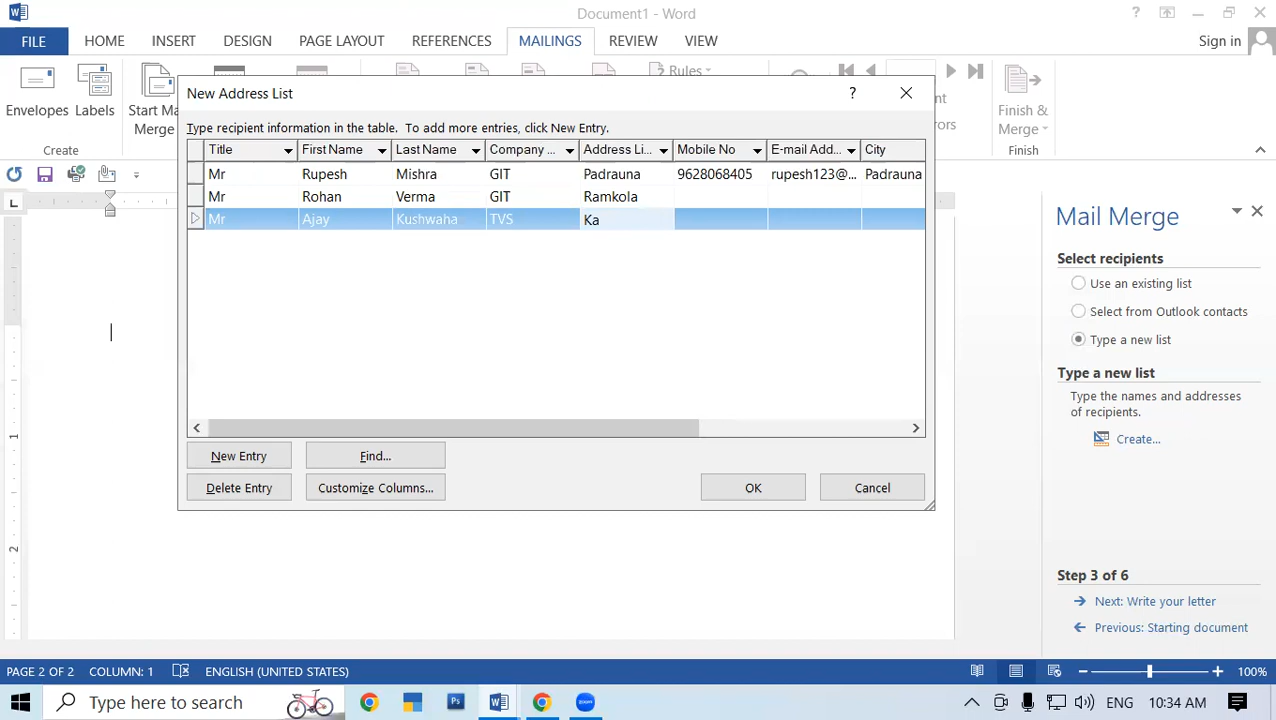 Document1 - Word
FILE HOME INSERT DESIGN PAGE LAYOUT REFERENCES MAILINGS REVIEW VIEW Sign in
Envelopes
Labels
Start Ma
Merge
Create
Rules
nt
rors
Finish &
Merge
Finish
New Address List
Type recipient information in the table. To add more entries, click New Entry.
Title First Name Last Name Company ... Address Li... Mobile No E-mail Add... City
Mr Rupesh Mishra GIT Padrauna 9628068405 rupesh123@... Padrauna
Mr Rohan Verma GIT Ramkola
Mr Ajay Kushwaha TVS Ka
New Entry Find...
Delete Entry Customize Columns... OK Cancel
Mail Merge
Select recipients
Use an existing list
Select from Outlook contacts
Type a new list
Type a new list
Type the names and addresses
of recipients.
Create...
Step 3 of 6
Next: Write your letter
Previous: Starting document
1
2
PAGE 2 OF 2 COLUMN: 1 ENGLISH (UNITED STATES) 100%
Type here to search Ps zoom ENG 10:34 AM